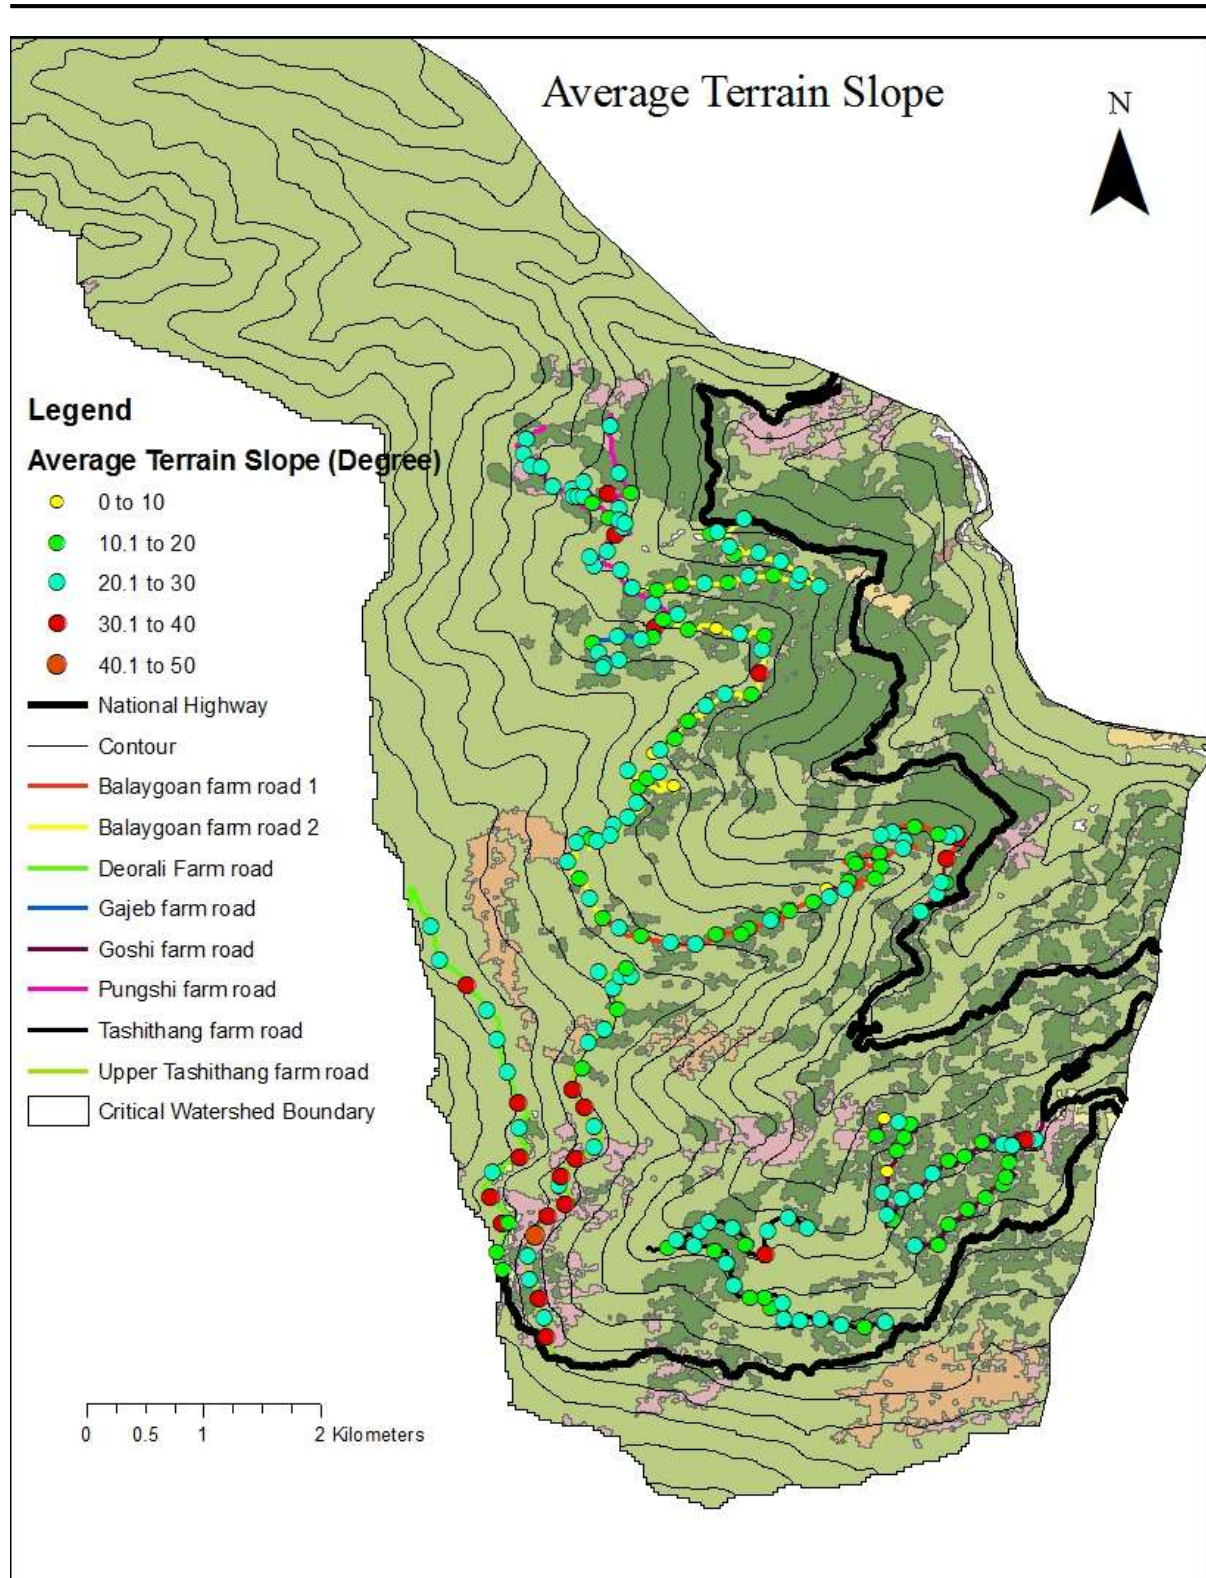 Average Terrain Slope
N
Legend
Average Terrain Slope (Degree)
0 to 10
10.1 to 20
20.1 to 30
30.1 to 40
40.1 to 50
National Highway
Contour
Balaygoan farm road 1
Balaygoan farm road 2
Deorali Farm road
Gajeb farm road
Goshi farm road
Pungshi farm road
Tashithang farm road
Upper Tashithang farm road
Critical Watershed Boundary
0 0.5 1 2 Kilometers